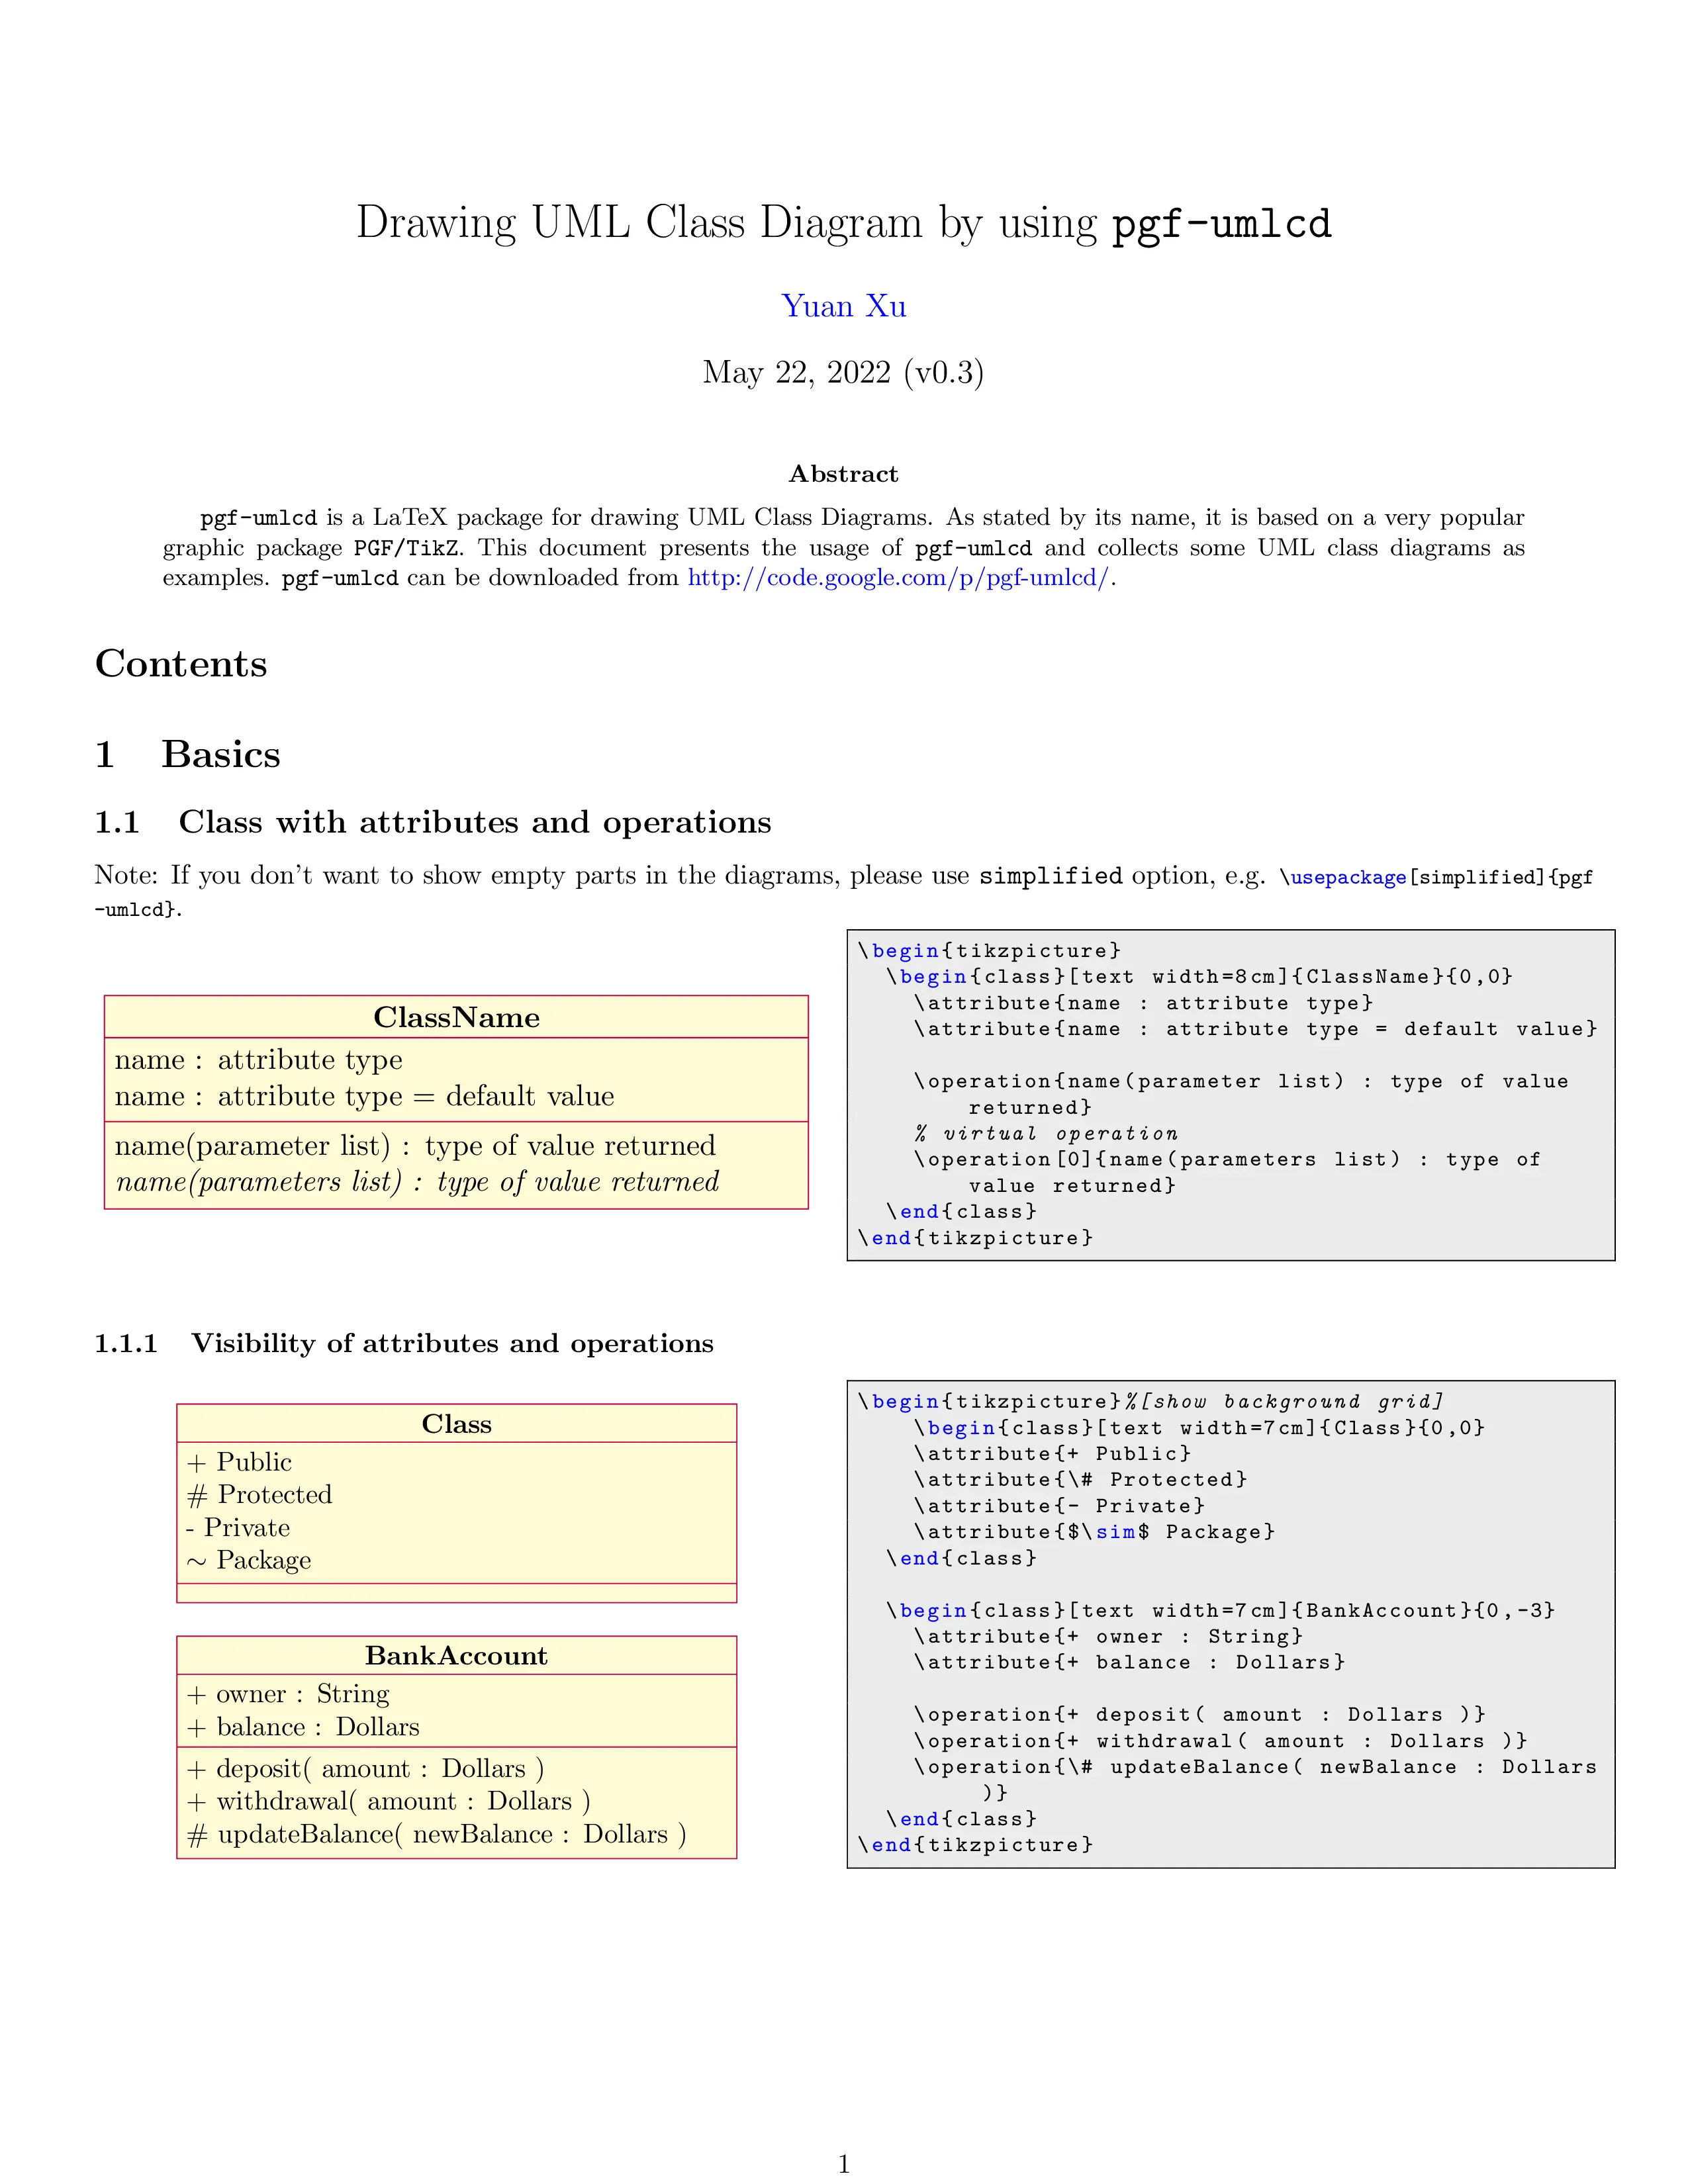 Drawing UML Class Diagram by using pgf-umlcd
Yuan Xu
May 22, 2022 (v0.3)
Abstract
pgf-umlcd is a LaTeX package for drawing UML Class Diagrams. As stated by its name, it is based on a very popular
graphic package PGF/TikZ. This document presents the usage of pgf-umlcd and collects some UML class diagrams as
examples. pgf-umlcd can be downloaded from http://code.google.com/p/pgf-umlcd/.
Contents
1 Basics
1.1 Class with attributes and operations
Note: If you don't want to show empty parts in the diagrams, please use simplified option, e.g. \usepackage[simplified]{pgf
-umlcd}.
ClassName
name : attribute type
name : attribute type = default value
name(parameter list) : type of value returned
name(parameters list) : type of value returned
\begin{tikzpicture}
\begin{class}[text width=8cm]{ClassName}{0,0}
\attribute{name : attribute type}
\attribute{name : attribute type = default value}
\operation{name(parameter list) : type of value
returned}
% virtual operation
\operation[0]{name(parameters list) : type of
value returned}
\end{class}
\end{tikzpicture}
1.1.1 Visibility of attributes and operations
Class
+ Public
# Protected
- Private
∼ Package
BankAccount
+ owner : String
+ balance : Dollars
+ deposit( amount : Dollars )
+ withdrawal( amount : Dollars )
# updateBalance( newBalance : Dollars )
\begin{tikzpicture}%[show background grid]
\begin{class}[text width=7cm]{Class}{0,0}
\attribute{+ Public}
\attribute{\# Protected}
\attribute{- Private}
\attribute{$\sim$ Package}
\end{class}
\begin{class}[text width=7cm]{BankAccount}{0,-3}
\attribute{+ owner : String}
\attribute{+ balance : Dollars}
\operation{+ deposit( amount : Dollars )}
\operation{+ withdrawal( amount : Dollars )}
\operation{\# updateBalance( newBalance : Dollars
)}
\end{class}
\end{tikzpicture}
1